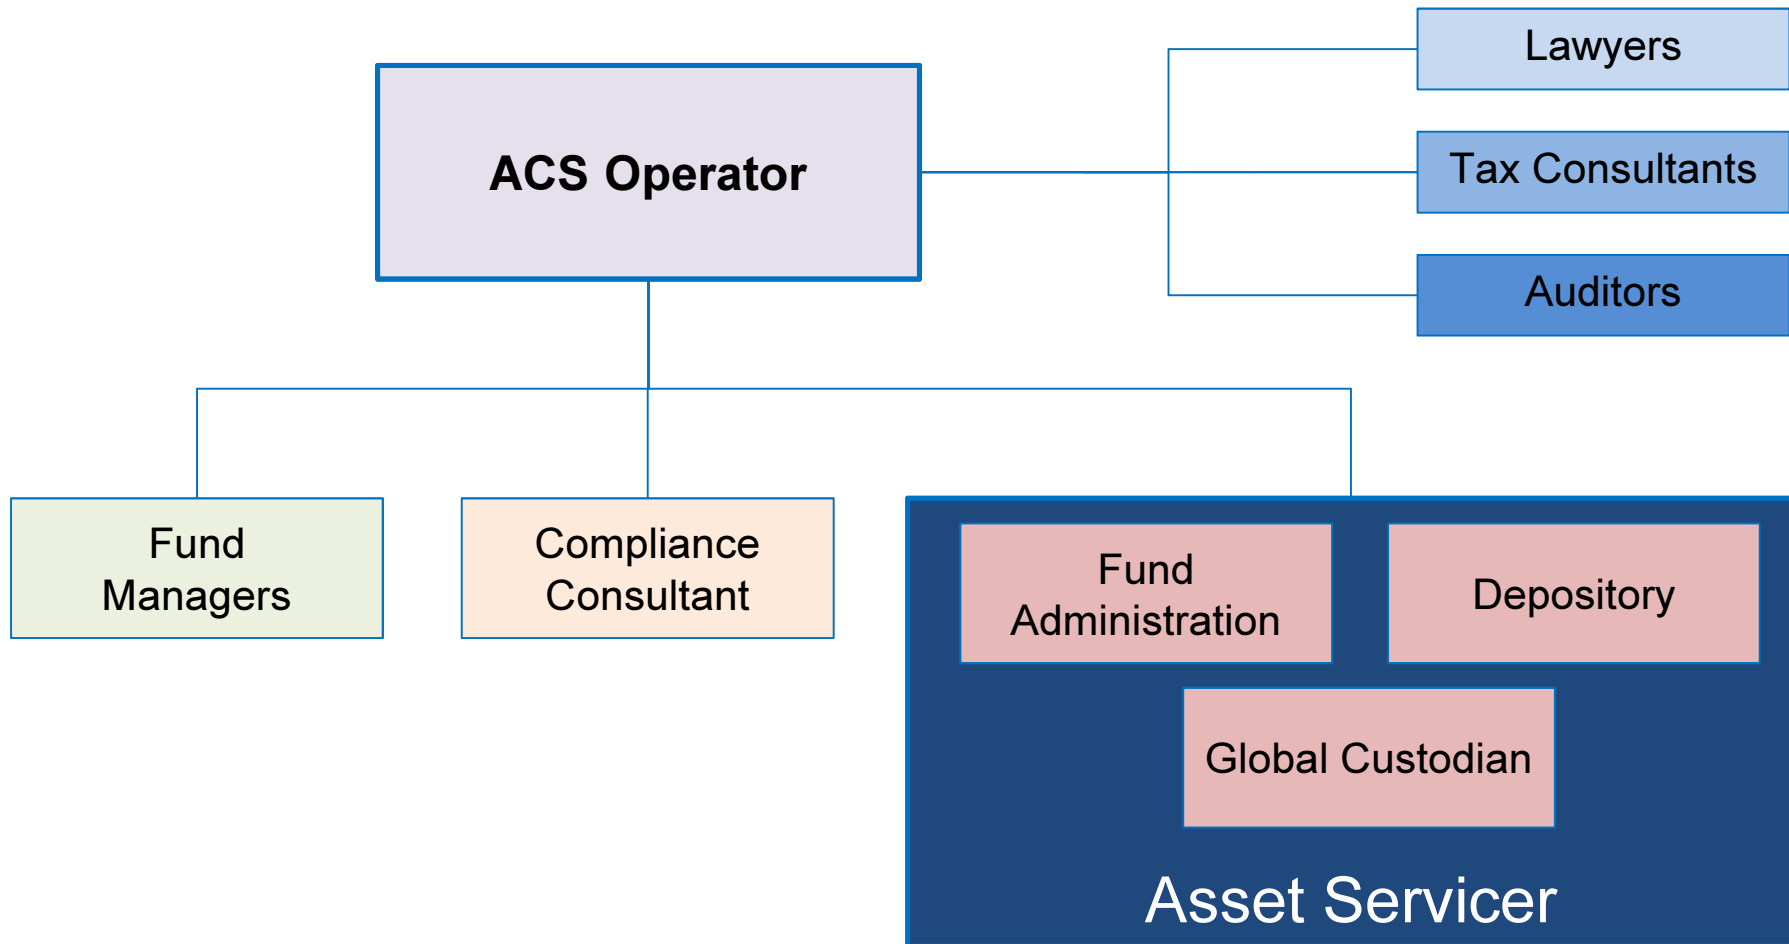 Lawyers
ACS Operator
Tax Consultants
Auditors
Fund
Managers
Compliance
Consultant
Fund
Administration
Depository
Global Custodian
Asset Servicer